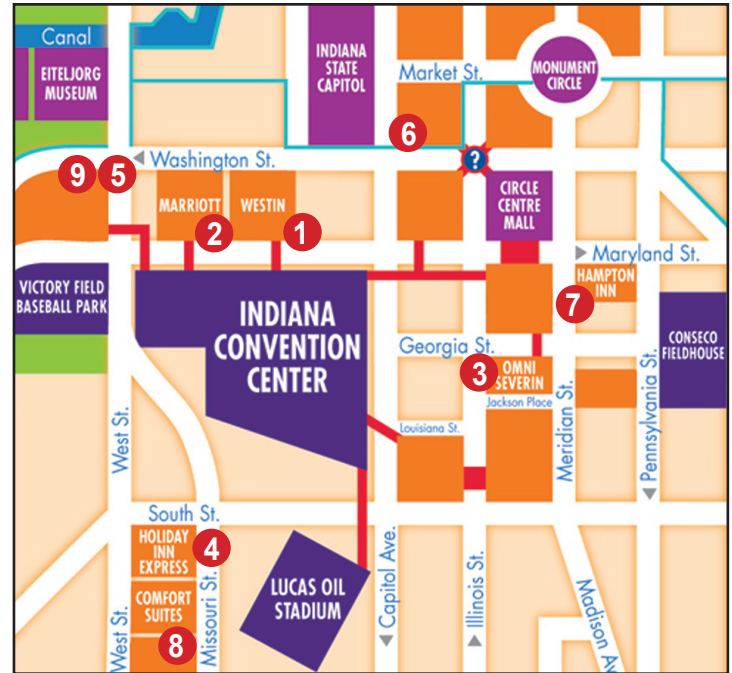 Canal
EITELJORG
MUSEUM
INDIANA
STATE
CAPITOL
Market St.
MONUMENT
CIRCLE
6
Washington St.
?
9
5
MARRIOTT
2
WESTIN
1
CIRCLE
CENTRE
MALL
Maryland St.
HAMPTON
INN
7
VICTORY FIELD
BASEBALL PARK
INDIANA
CONVENTION
CENTER
Georgia St.
CONSECO
FIELDHOUSE
3
OMNI
SEVERIN
Jackson Place
Louisiana St.
West St.
Meridian St.
Pennsylvania St.
South St.
HOLIDAY
INN
EXPRESS
4
COMFORT
SUITES
8
West St.
Missouri St.
LUCAS OIL
STADIUM
Capitol Ave.
Illinois St.
Madison Av